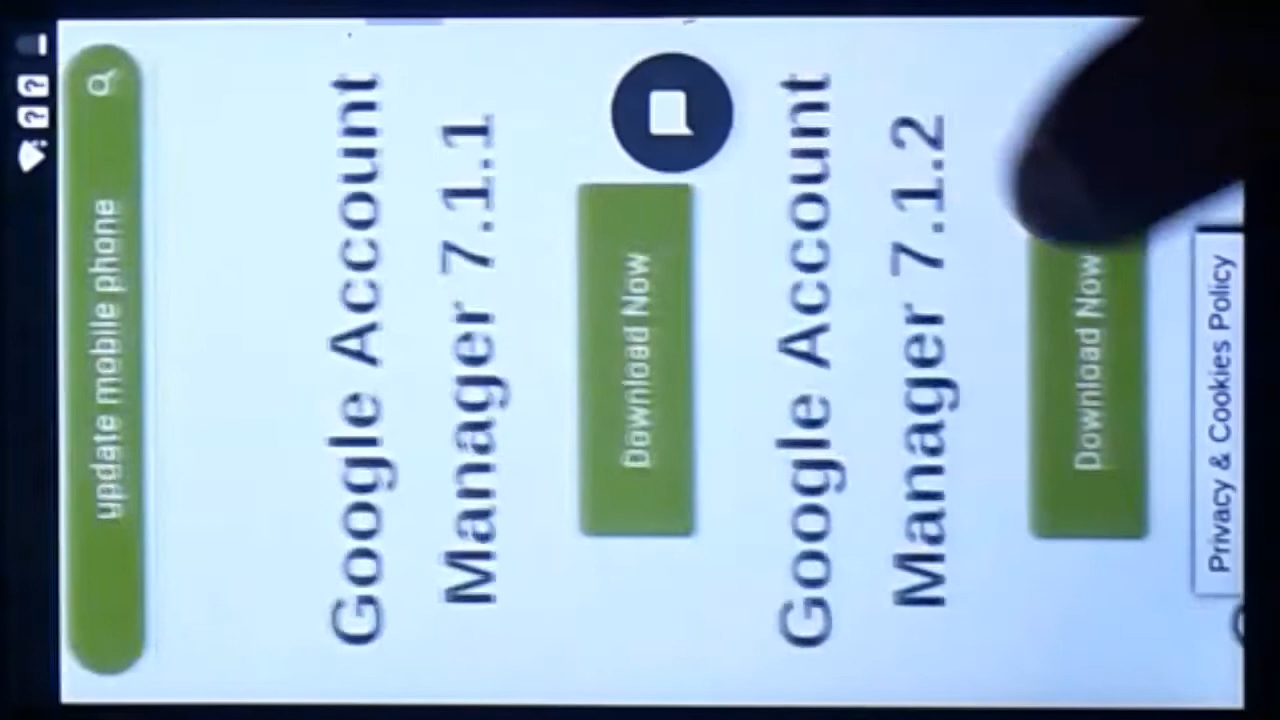 update mobile phone
Google Account
Manager 7.1.1
Download Now
Google Account
Manager 7.1.2
Download Now
Privacy & Cookies Policy